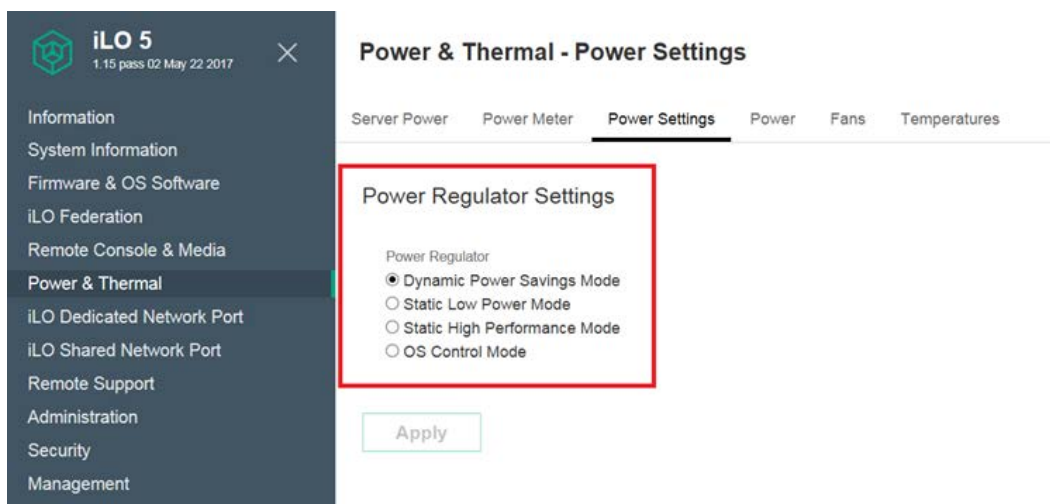 iLO 5
1.15 pass 02 May 22 2017
Information
System Information
Firmware & OS Software
iLO Federation
Remote Console & Media
Power & Thermal
iLO Dedicated Network Port
iLO Shared Network Port
Remote Support
Administration
Security
Management
Power & Thermal - Power Settings
Server Power Power Meter Power Settings Power Fans Temperatures
Power Regulator Settings
Power Regulator
Dynamic Power Savings Mode
Static Low Power Mode
Static High Performance Mode
OS Control Mode
Apply